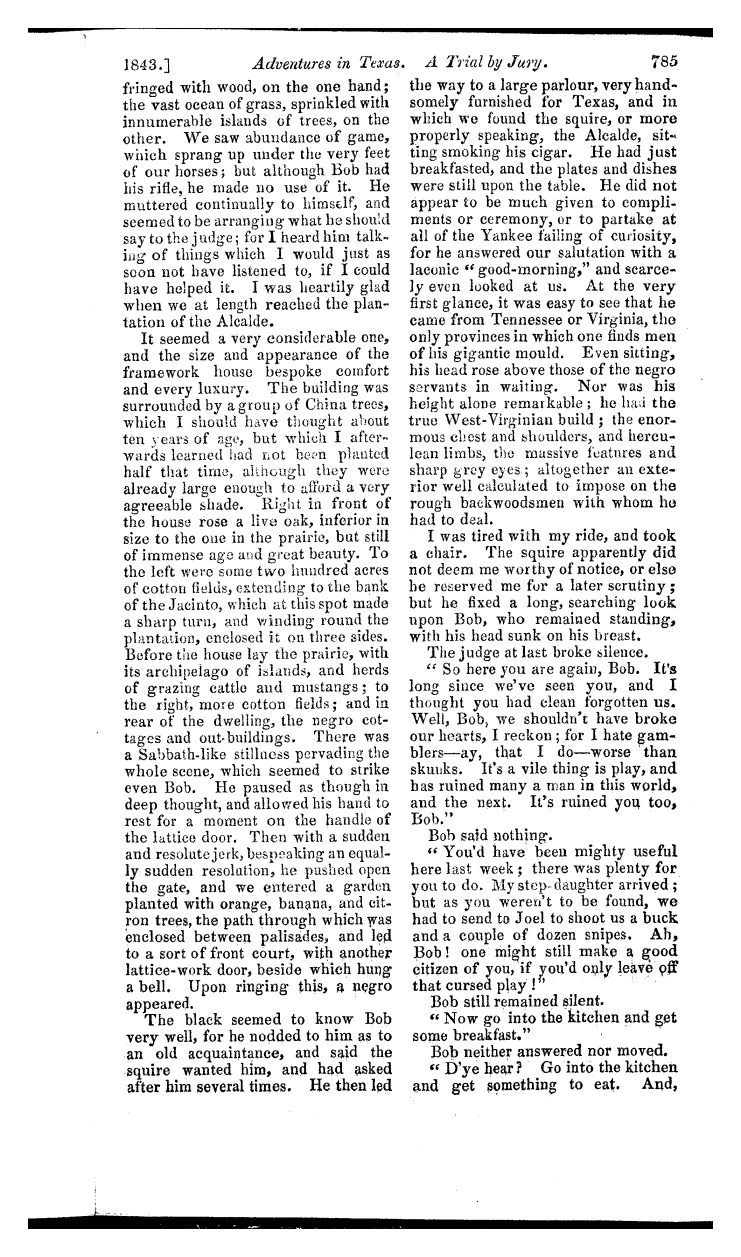 1843.] Adventures in Texas. A Trial by Jury. 785
fringed with wood, on the one hand;
the vast ocean of grass, sprinkled with
innumerable islands of trees, on the
other. We saw abundance of game,
which sprang up under the very feet
of our horses; but although Bob had
his rifle, he made no use of it. He
muttered continually to himself, and
seemed to be arranging what he should
say to the judge; for I heard him talk-
ing of things which I would just as
soon not have listened to, if I could
have helped it. I was heartily glad
when we at length reached the plan-
tation of the Alcalde.
It seemed a very considerable one,
and the size and appearance of the
framework house bespoke comfort
and every luxury. The building was
surrounded by a group of China trees,
which I should have thought about
ten years of age, but which I after-
wards learned had not been planted
half that time, although they were
already large enough to afford a very
agreeable shade. Right in front of
the house rose a live oak, inferior in
size to the one in the prairie, but still
of immense age and great beauty. To
the left were some two hundred acres
of cotton fields, extending to the bank
of the Jacinto, which at this spot made
a sharp turn, and winding round the
plantation, enclosed it on three sides.
Before the house lay the prairie, with
its archipelago of islands, and herds
of grazing cattle and mustangs; to
the right, more cotton fields; and in
rear of the dwelling, the negro cot-
tages and out-buildings. There was
a Sabbath-like stillness pervading the
whole scene, which seemed to strike
even Bob. He paused as though in
deep thought, and allowed his hand to
rest for a moment on the handle of
the lattice door. Then with a sudden
and resolute jerk, bespeaking an equal-
ly sudden resolution, he pushed open
the gate, and we entered a garden
planted with orange, banana, and cit-
ron trees, the path through which was
enclosed between palisades, and led
to a sort of front court, with another
lattice-work door, beside which hung
a bell. Upon ringing this, a negro
appeared.
The black seemed to know Bob
very well, for he nodded to him as to
an old acquaintance, and said the
squire wanted him, and had asked
after him several times. He then led
the way to a large parlour, very hand-
somely furnished for Texas, and in
which we found the squire, or more
properly speaking, the Alcalde, sit-
ting smoking his cigar. He had just
breakfasted, and the plates and dishes
were still upon the table. He did not
appear to be much given to compli-
ments or ceremony, or to partake at
all of the Yankee failing of curiosity,
for he answered our salutation with a
laconic "good-morning," and scarce-
ly even looked at us. At the very
first glance, it was easy to see that he
came from Tennessee or Virginia, the
only provinces in which one finds men
of his gigantic mould. Even sitting,
his head rose above those of the negro
servants in waiting. Nor was his
height alone remarkable; he had the
true West-Virginian build; the enor-
mous chest and shoulders, and hercu-
lean limbs, the massive features and
sharp grey eyes; altogether an exte-
rior well calculated to impose on the
rough backwoodsmen with whom he
had to deal.
I was tired with my ride, and took
a chair. The squire apparently did
not deem me worthy of notice, or else
he reserved me for a later scrutiny;
but he fixed a long, searching look
upon Bob, who remained standing,
with his head sunk on his breast.
The judge at last broke silence.
"So here you are again, Bob. It's
long since we've seen you, and I
thought you had clean forgotten us.
Well, Bob, we shouldn't have broke
our hearts, I reckon; for I hate gam-
blers—ay, that I do—worse than
skunks. It's a vile thing is play, and
has ruined many a man in this world,
and the next. It's ruined you too,
Bob."
Bob said nothing.
"You'd have been mighty useful
here last week; there was plenty for
you to do. My step-daughter arrived;
but as you weren't to be found, we
had to send to Joel to shoot us a buck
and a couple of dozen snipes. Ah,
Bob! one might still make a good
citizen of you, if you'd only leave off
that cursed play!"
Bob still remained silent.
"Now go into the kitchen and get
some breakfast."
Bob neither answered nor moved.
"D'ye hear? Go into the kitchen
and get something to eat. And,